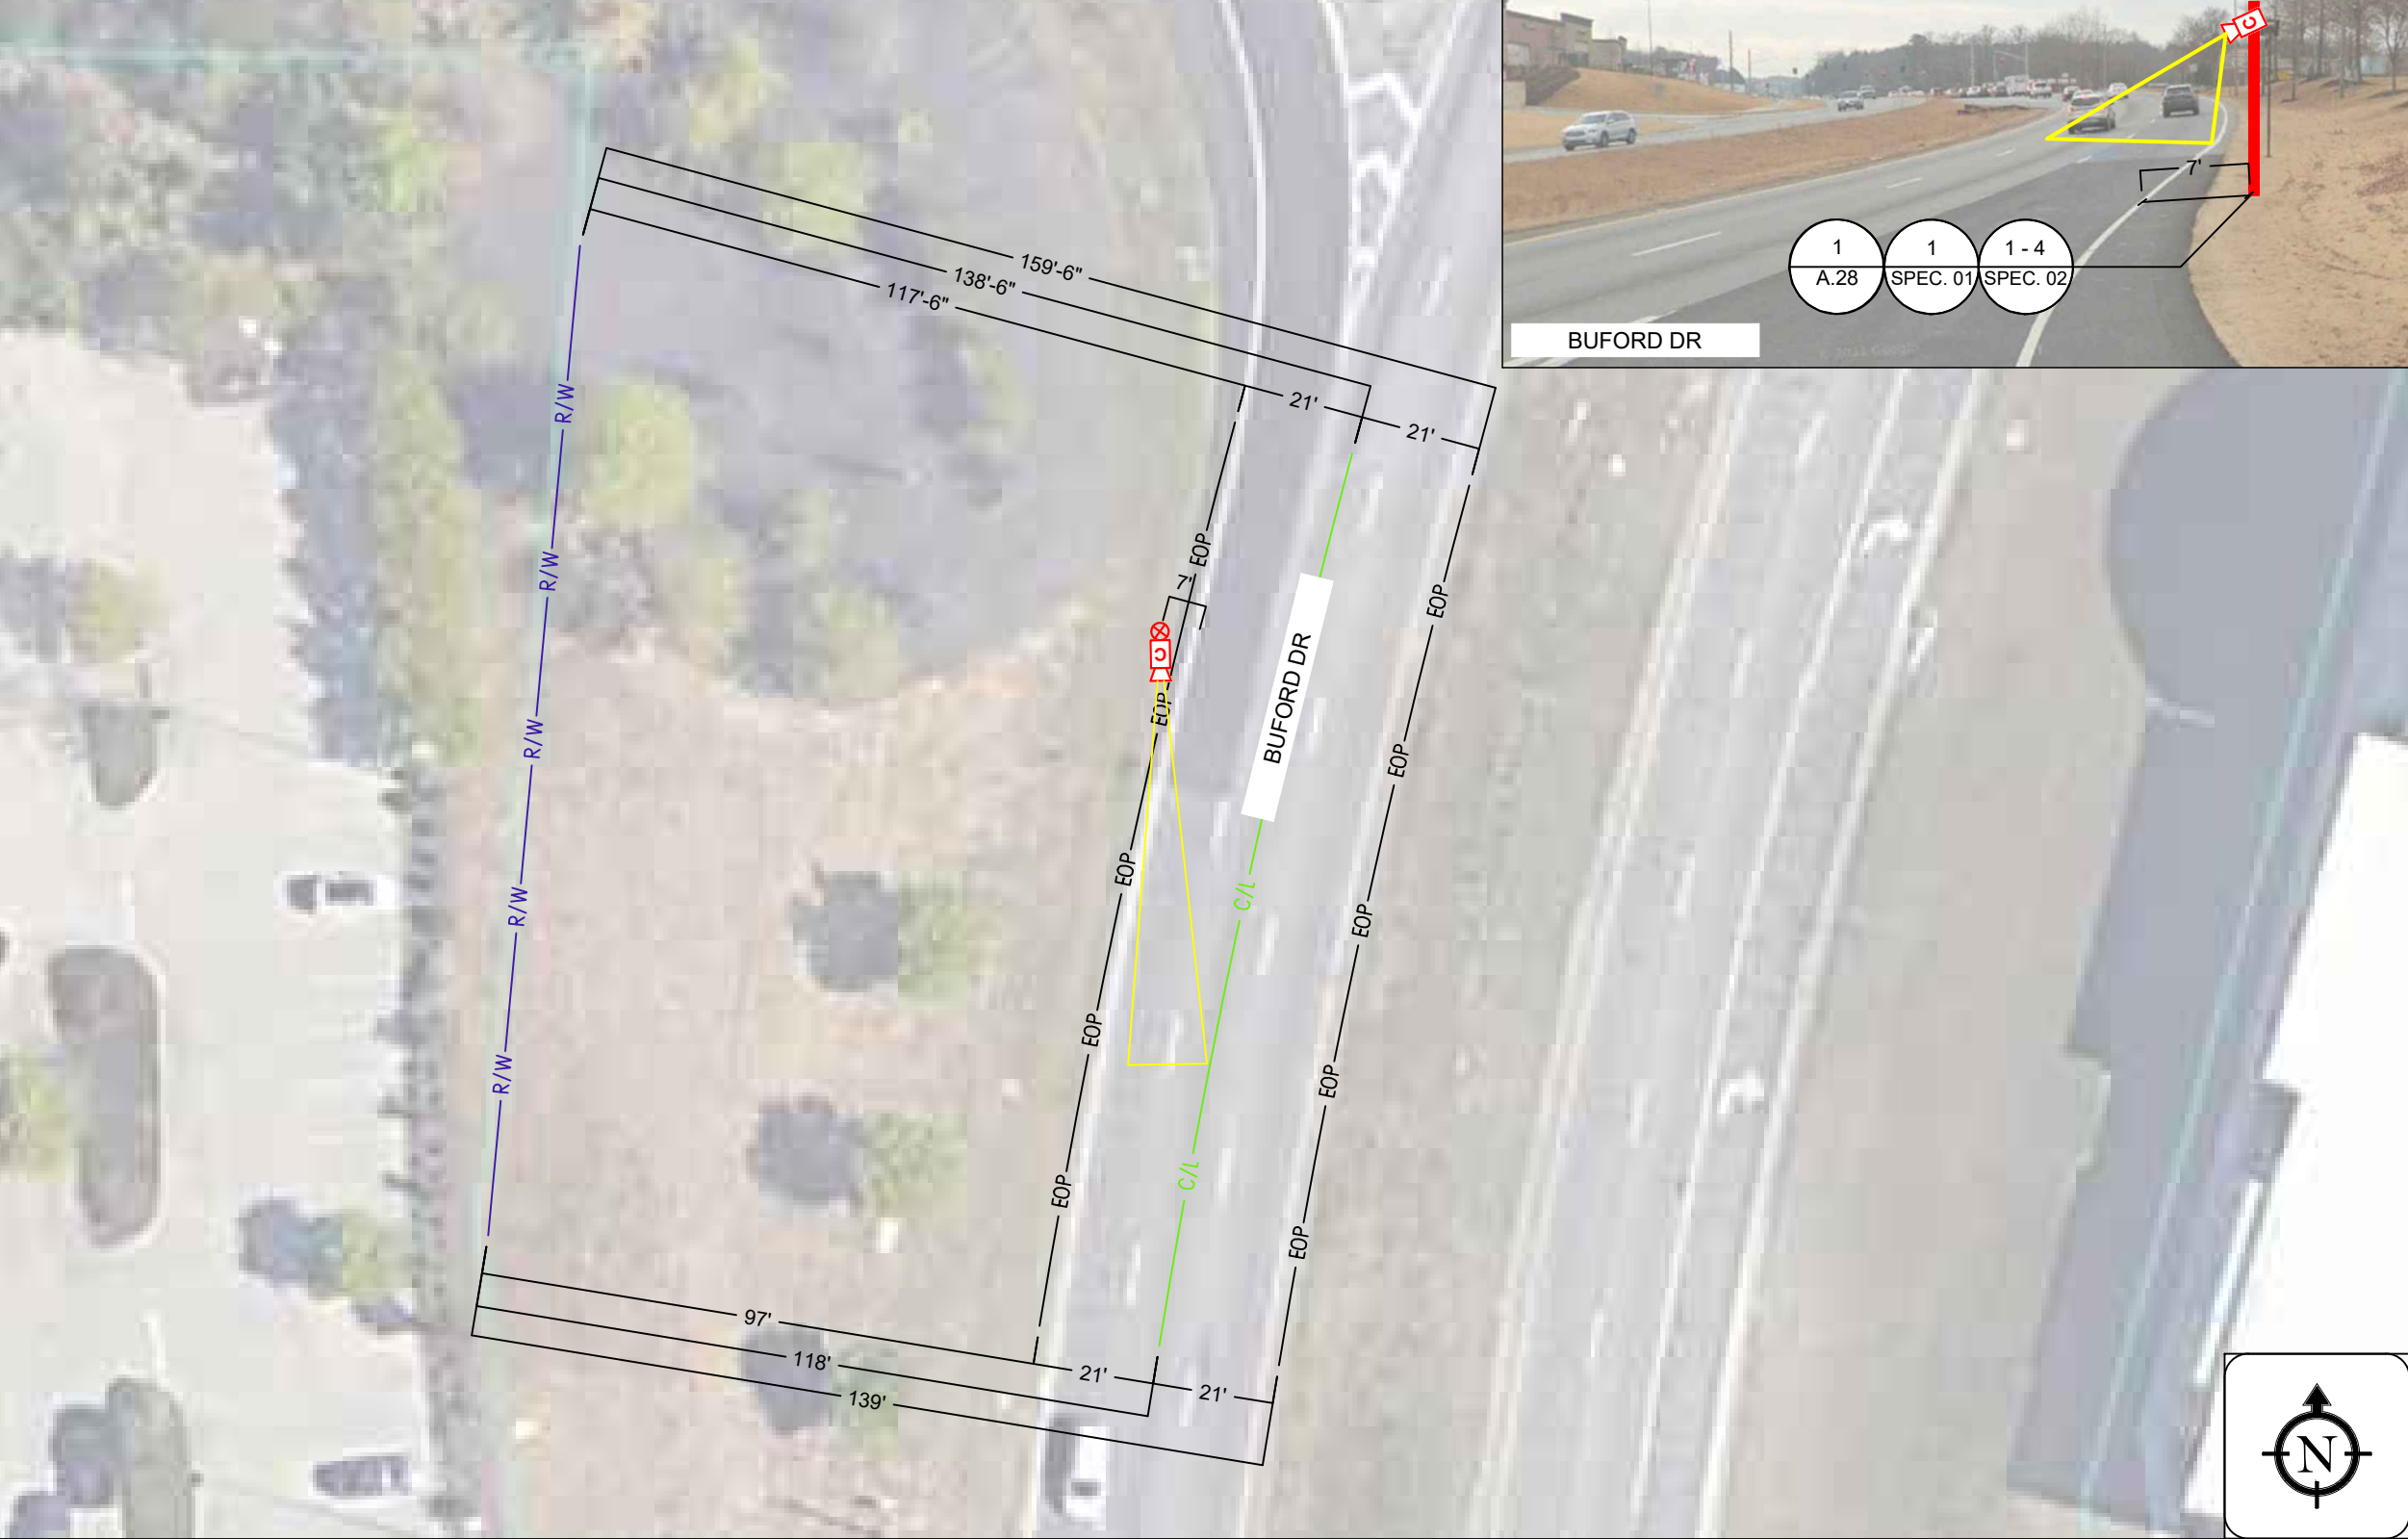 7'
1
A.28
1
SPEC. 01
1 - 4
SPEC. 02
BUFORD DR
C
159'-6"
138'-6"
117'-6"
21'
21'
R/W
R/W
R/W
R/W
R/W
EOP
EOP
EOP
EOP
EOP
7'
C
BUFORD DR
C/L
C/L
EOP
EOP
EOP
EOP
EOP
97'
118'
139'
21'
21'
N